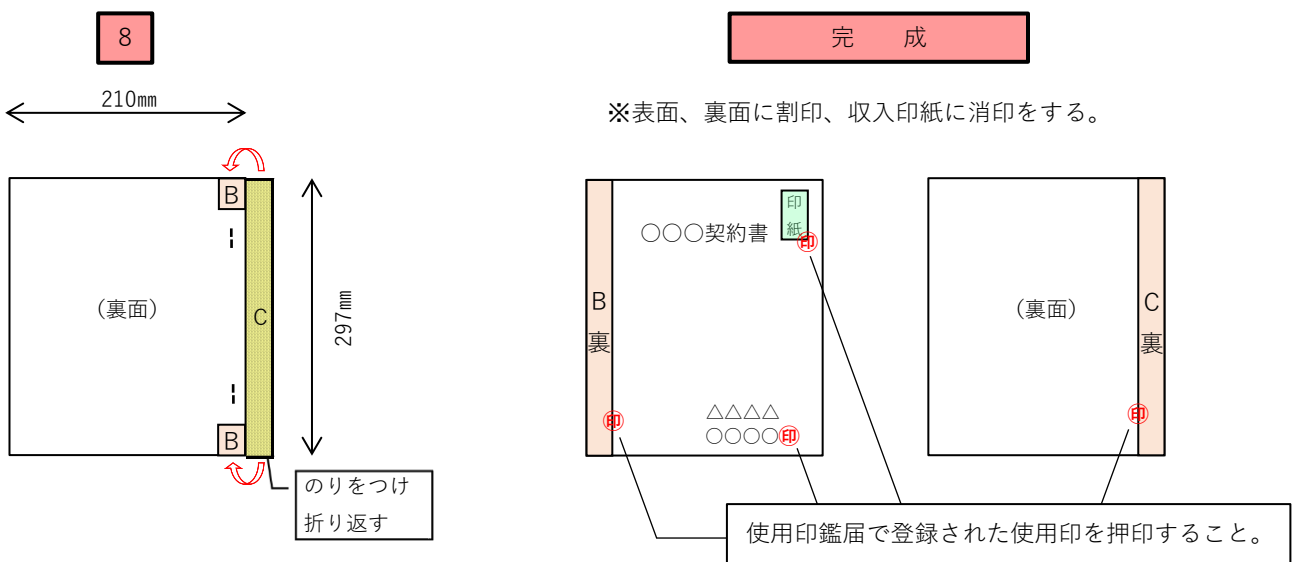 8
完　成
210㎜
※表面、裏面に割印、収入印紙に消印をする。
B
(裏面)
C
297㎜
B
のりをつけ
折り返す
印
紙
○○○契約書
㊞
B
裏
㊞
△△△△
○○○○㊞
(裏面)
C
裏
㊞
使用印鑑届で登録された使用印を押印すること。